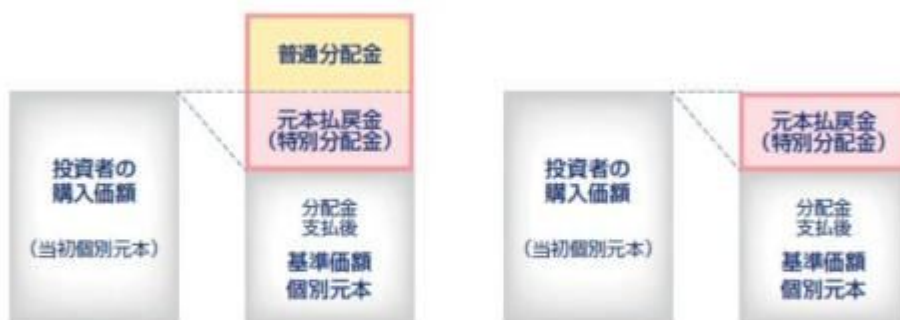 普通分配金
元本払戻金
(特別分配金)
投資者の
購入価額
(当初個別元本)
分配金
支払後
基準価額
個別元本
元本払戻金
(特別分配金)
投資者の
購入価額
(当初個別元本)
分配金
支払後
基準価額
個別元本